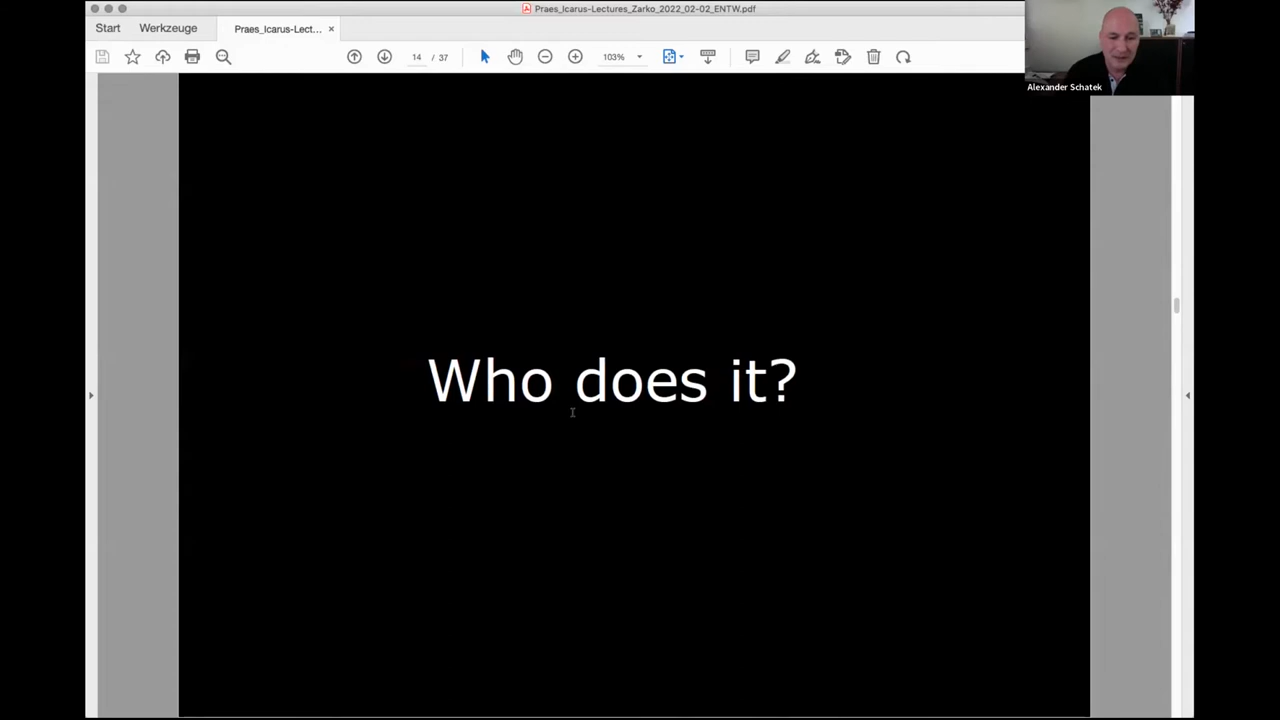 Praes_Icarus-Lectures_Zarko_2022_02-02_ENTW.pdf
Start Werkzeuge Praes_Icarus-Lect... ×
14 / 37 103%
Alexander Schatek
Who does it?